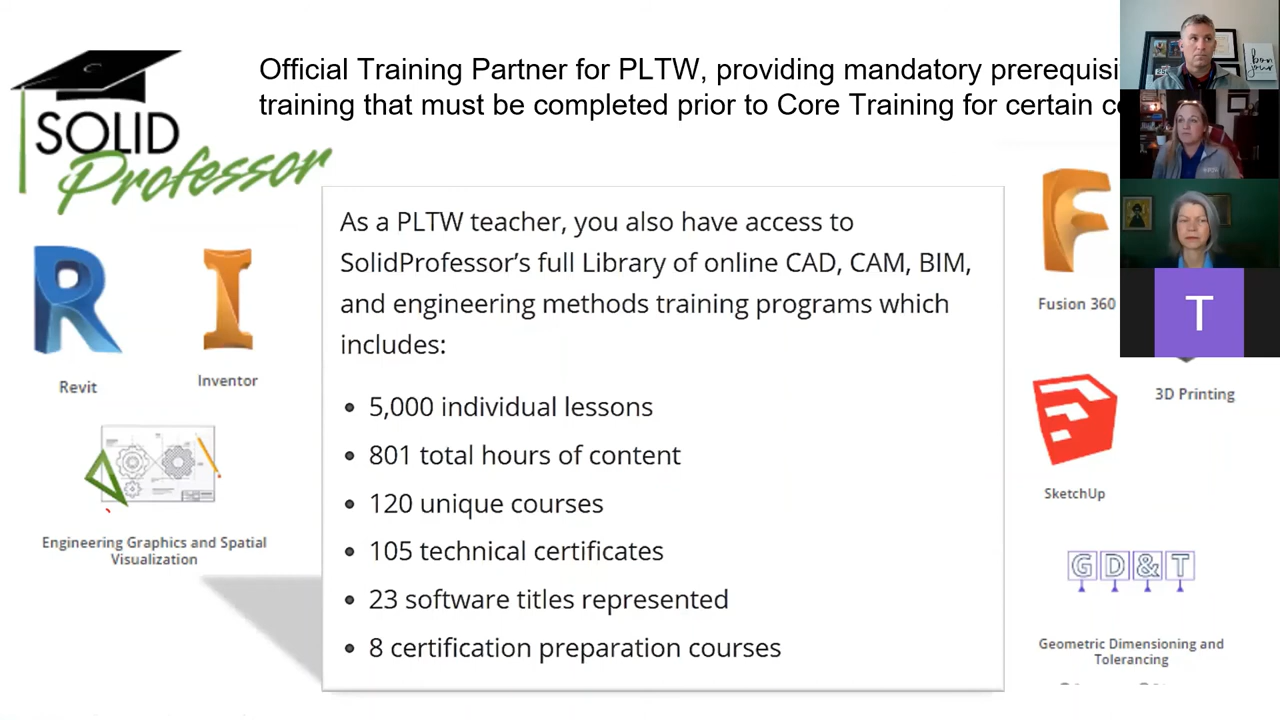 Official Training Partner for PLTW, providing mandatory
training that must be completed prior to Core Training for certain
SOLID
Professor
As a PLTW teacher, you also have access to
SolidProfessor’s full Library of online CAD, CAM, BIM,
and engineering methods training programs which
includes:
• 5,000 individual lessons
• 801 total hours of content
• 120 unique courses
• 105 technical certificates
• 23 software titles represented
• 8 certification preparation courses
Revit
Inventor
Engineering Graphics and Spatial
Visualization
Fusion 360
3D Printing
SketchUp
GD&T
Geometric Dimensioning and
Tolerancing
T
bon
jour